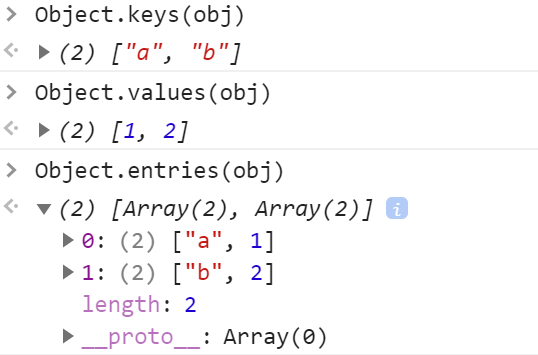 Object.keys(obj)
(2) ["a", "b"]
Object.values(obj)
(2) [1, 2]
Object.entries(obj)
(2) [Array(2), Array(2)] i
0: (2) ["a", 1]
1: (2) ["b", 2]
length: 2
__proto__: Array(0)